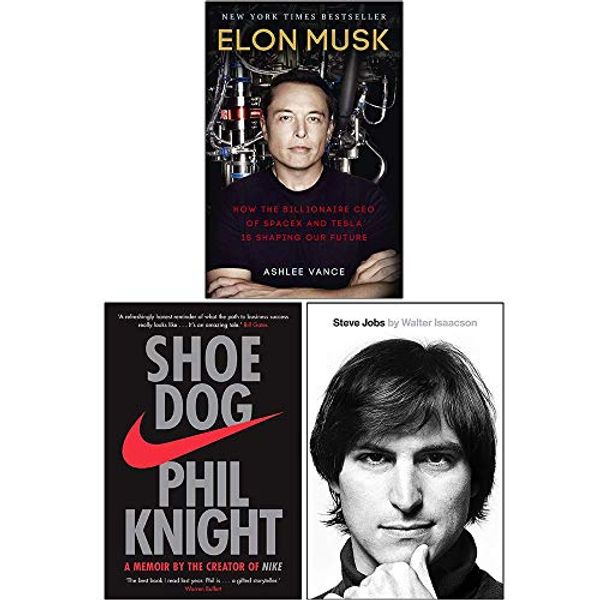 NEW YORK TIMES BESTSELLER
ELON MUSK
HOW THE BILLIONAIRE CEO
OF SPACEX AND TESLA
IS SHAPING OUR FUTURE
ASHLEE VANCE
'A refreshingly honest reminder of what the path to business success
really looks like . . . It's an amazing tale.' Bill Gates
SHOE
DOG
PHIL
KNIGHT
A MEMOIR BY THE CREATOR OF NIKE
'The best book I read last year. Phil is . . . a gifted storyteller.'
Warren Buffett
Steve Jobs by Walter Isaacson